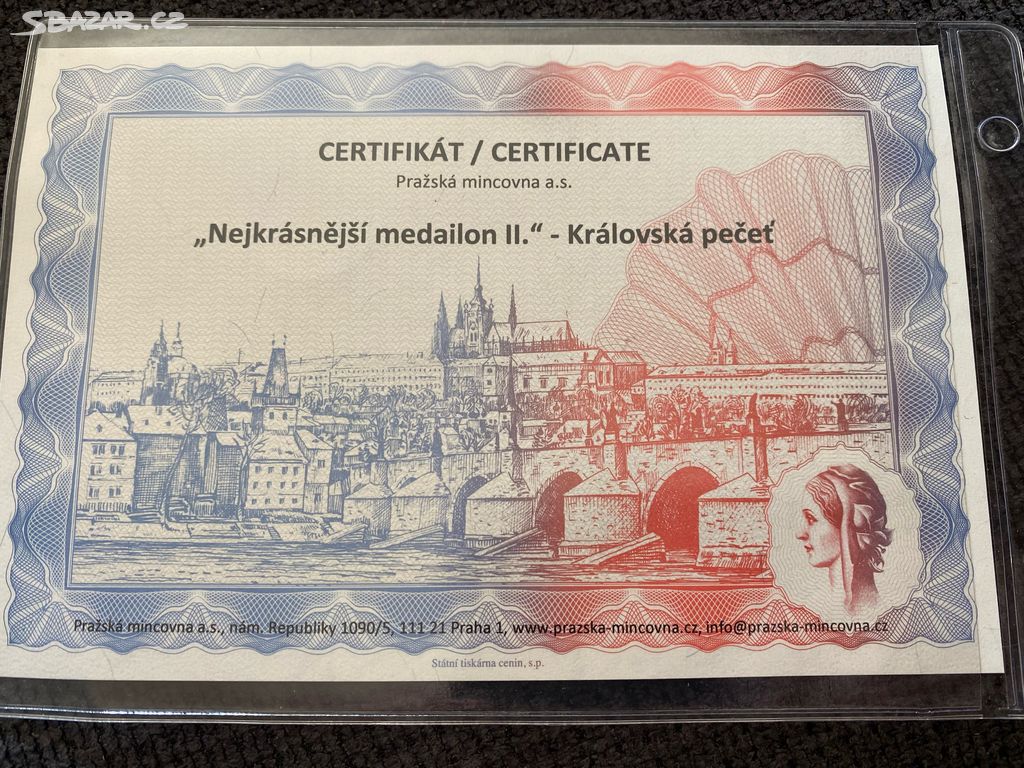 SBAZAR.CZ
CERTIFIKÁT / CERTIFICATE
Pražská mincovna a.s.
„Nejkrásnější medailon II.“ - Královská pečeť
Pražská mincovna a.s., nám. Republiky 1090/5, 111 21 Praha 1, www.prazska-mincovna.cz, info@prazska-mincovna.cz
Státní tiskárna cenin, s.p.